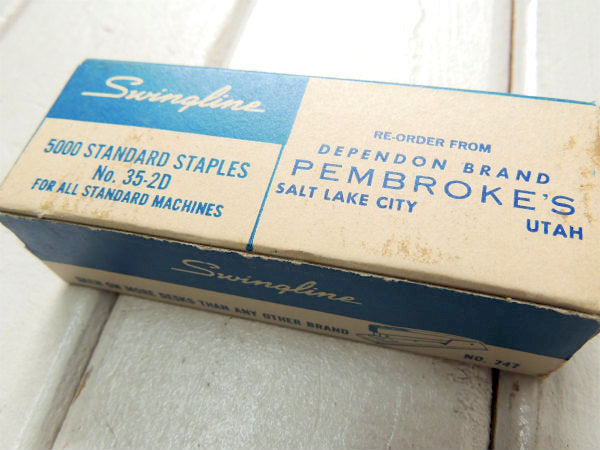 Swingline
5000 STANDARD STAPLES
No. 35-2D
FOR ALL STANDARD MACHINES
RE-ORDER FROM
DEPENDON BRAND
PEMBROKE'S
SALT LAKE CITY
UTAH
Swingline
SEEN ON MORE DESKS THAN ANY OTHER BRAND
NO. 747